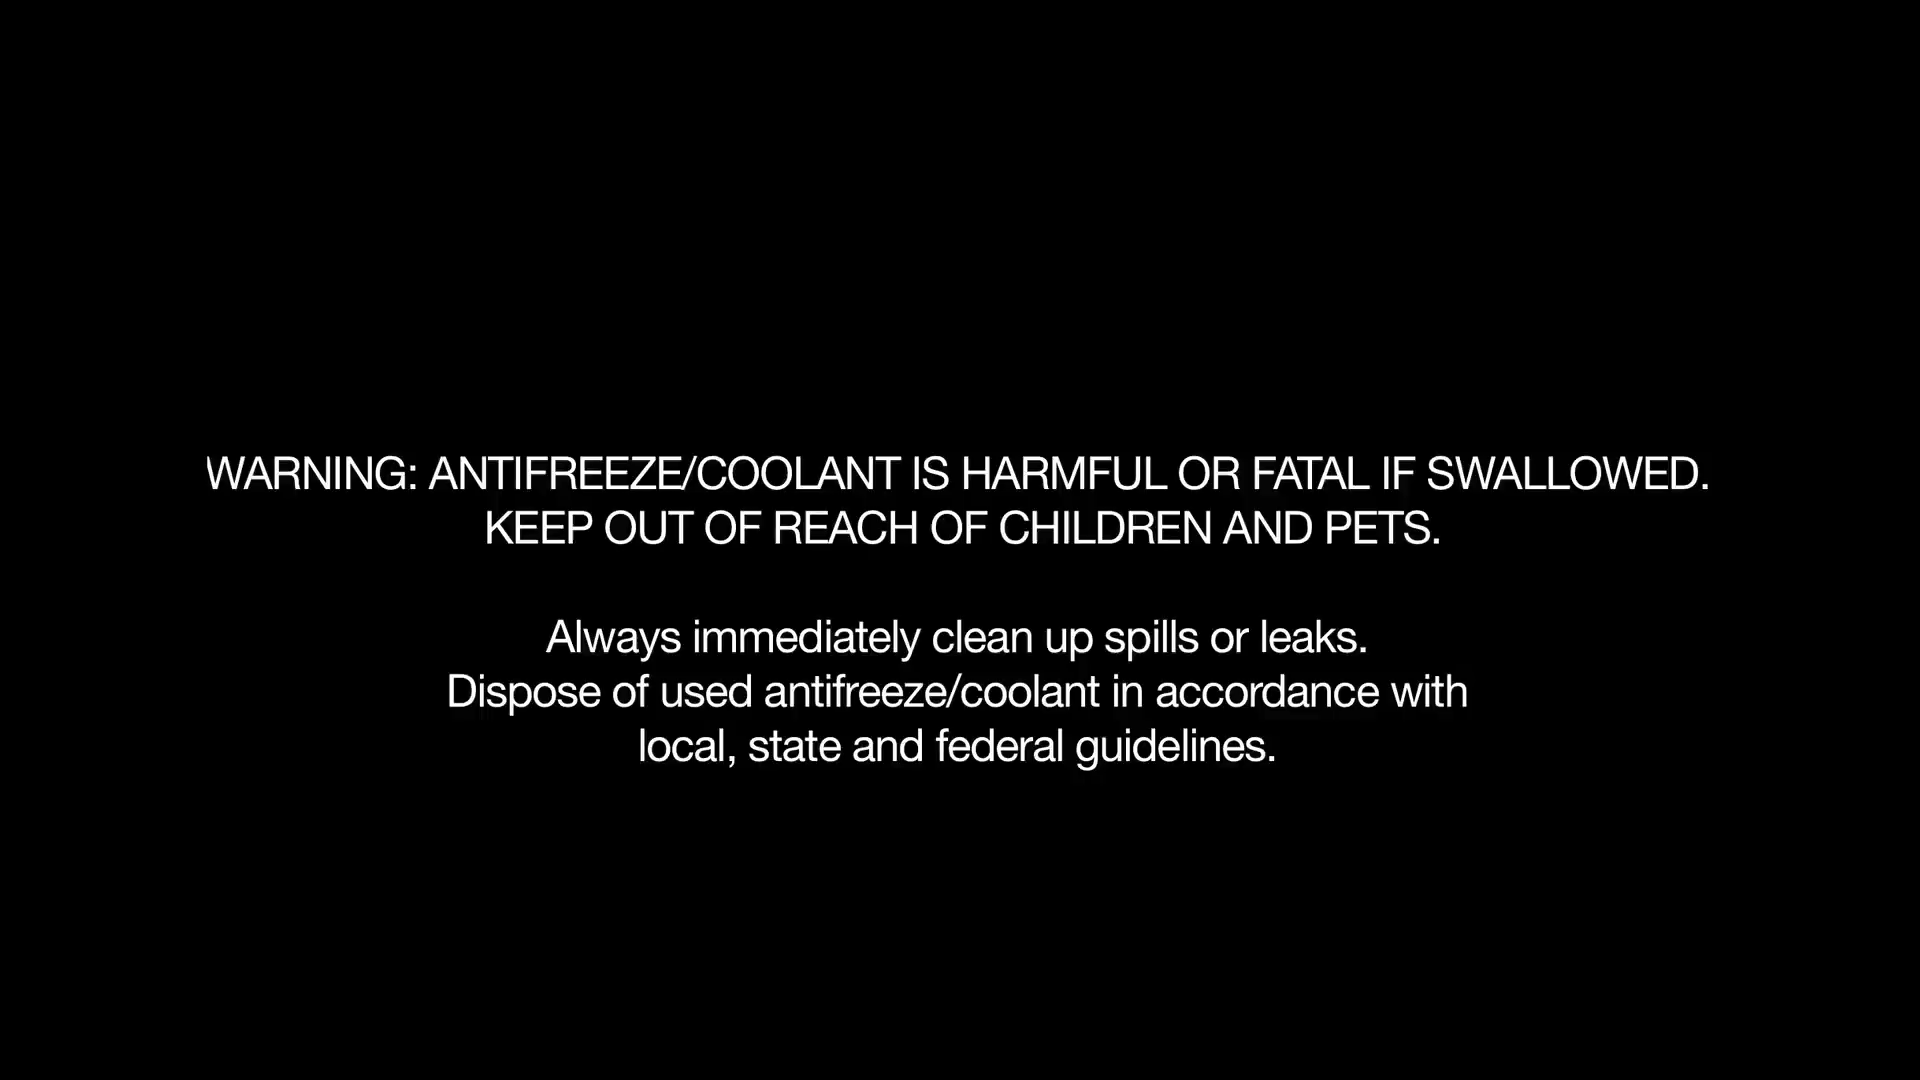 WARNING: ANTIFREEZE/COOLANT IS HARMFUL OR FATAL IF SWALLOWED.
KEEP OUT OF REACH OF CHILDREN AND PETS.
Always immediately clean up spills or leaks.
Dispose of used antifreeze/coolant in accordance with
local, state and federal guidelines.